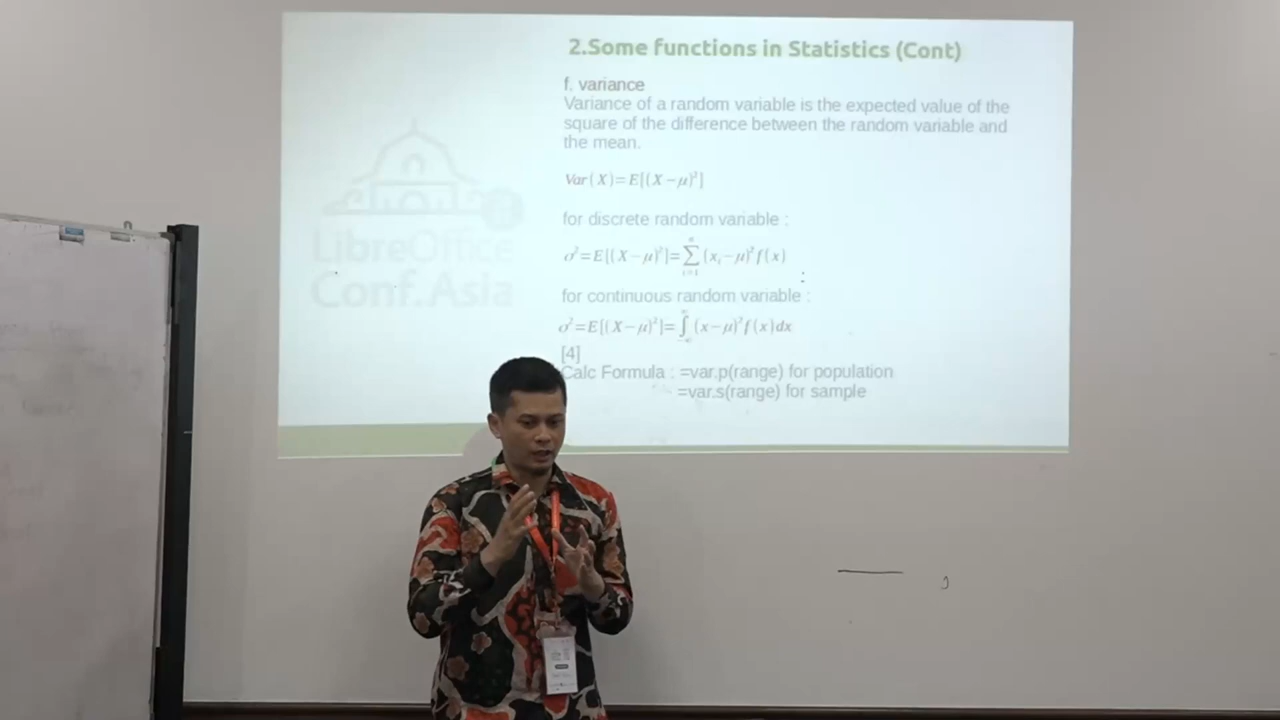 2.Some functions in Statistics (Cont)
f. variance
Variance of a random variable is the expected value of the
square of the difference between the random variable and
the mean.
Var(X)=E[(X−μ)²]
for discrete random variable :
σ²=E[(X−μ)²]=∑(xᵢ−μ)²f(x)
:
for continuous random variable :
σ²=E[(X−μ)²]=∫(x−μ)²f(x)dx
[4]
Calc Formula : =var.p(range) for population
=var.s(range) for sample
LibreOffice
Conf.Asia